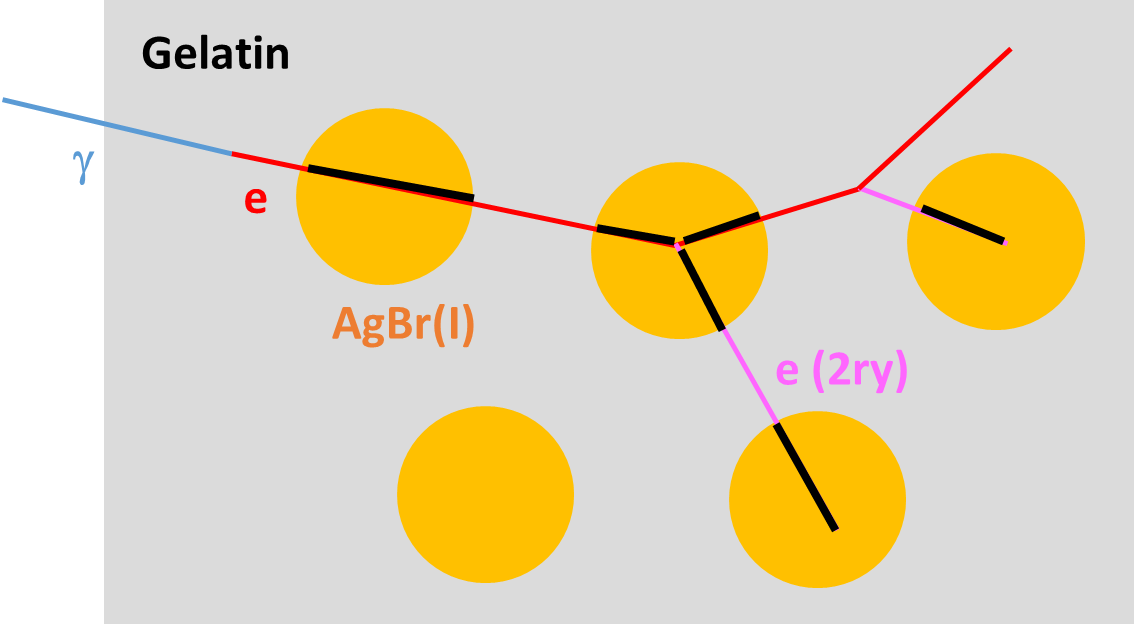 Gelatin
γ
e
AgBr(I)
e (2ry)